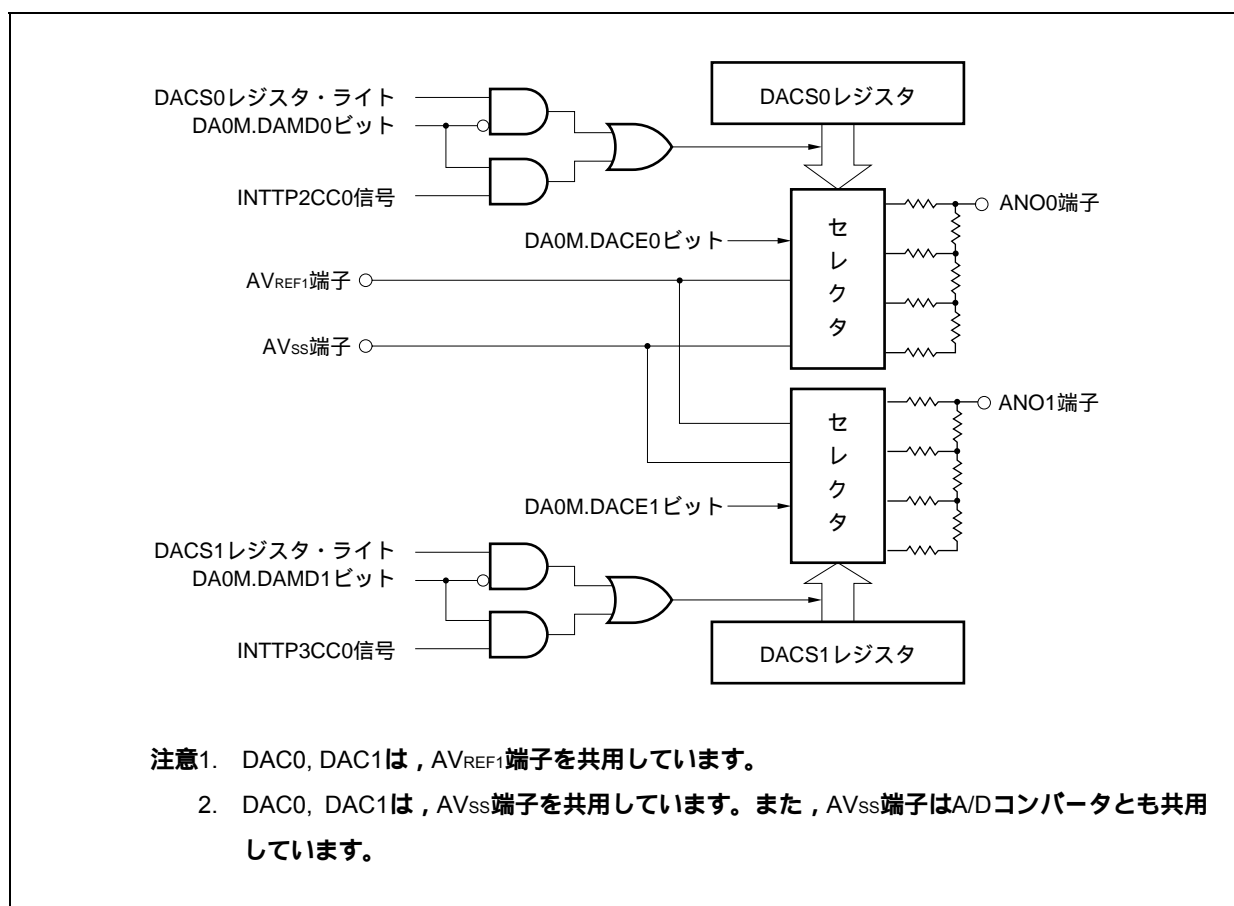 DACS0レジスタ・ライト
DACS0レジスタ
DA0M.DAMD0ビット
INTTP2CC0信号
ANO0端子
セレクタ
DA0M.DACE0ビット
AVREF1端子
AVSS端子
ANO1端子
セレクタ
DA0M.DACE1ビット
DACS1レジスタ・ライト
DA0M.DAMD1ビット
INTTP3CC0信号
DACS1レジスタ
注意1. DAC0, DAC1は，AVREF1端子を共用しています。
2. DAC0, DAC1は，AVSS端子を共用しています。また，AVSS端子はA/Dコンバータとも共用
しています。